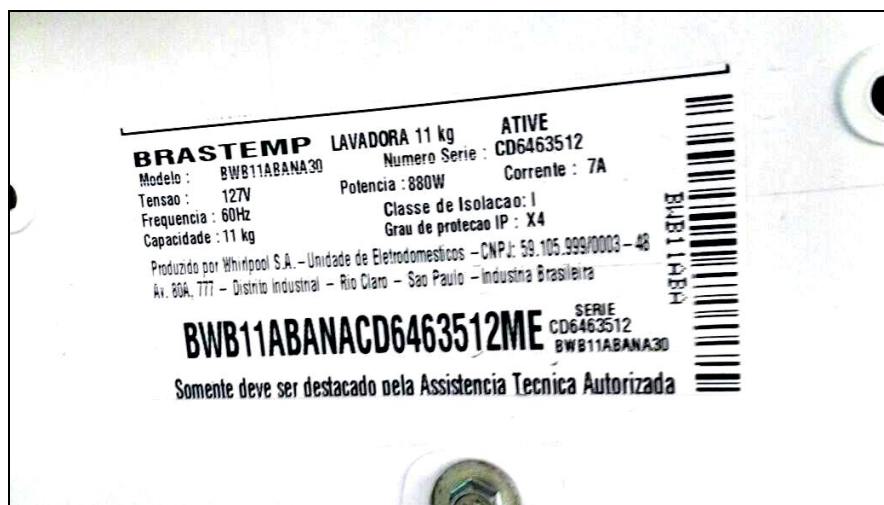 BRASTEMP LAVADORA 11 kg ATIVE
Modelo : BWB11ABANA30 Numero Serie : CD6463512
Tensao : 127V Potencia : 880W Corrente : 7A
Frequencia : 60Hz Classe de Isolacao: I
Capacidade : 11 kg Grau de protecao IP : X4
Produzido por Whirlpool S.A. – Unidade de Eletrodomesticos – CNPJ: 59.105.999/0003 – 48
Av. 80A, 777 – Distrito Industrial – Rio Claro – Sao Paulo – Industria Brasileira
BWB11ABANACD6463512ME
SERIE
CD6463512
BWB11ABANA30
Somente deve ser destacado pela Assistencia Tecnica Autorizada
BWB11ABA